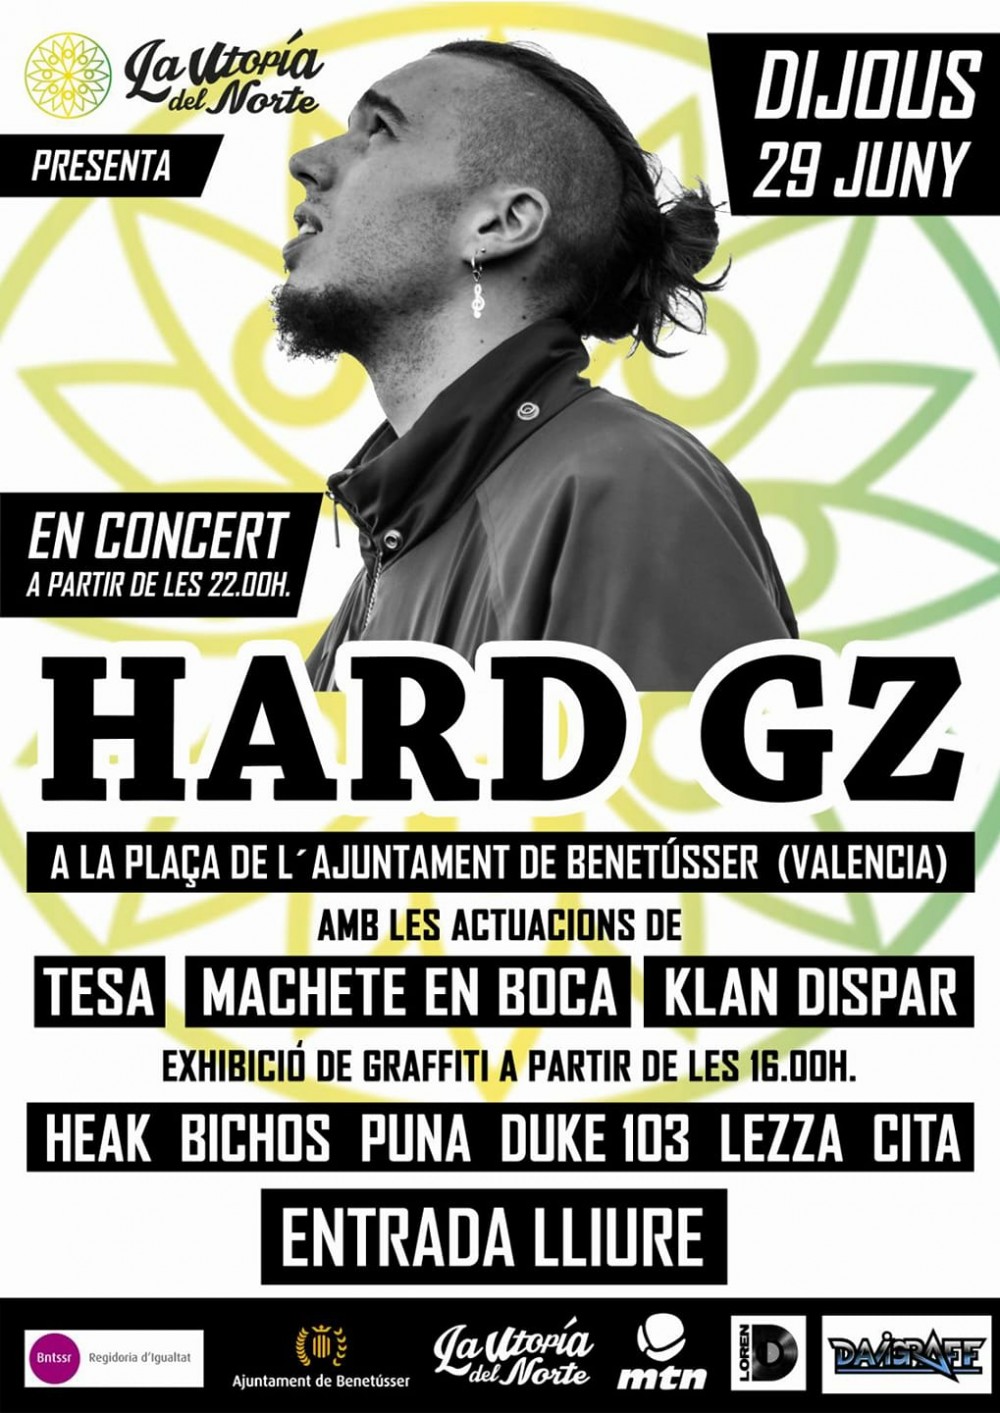 La Utopía
del Norte
PRESENTA
DIJOUS
29 JUNY
EN CONCERT
A PARTIR DE LES 22.00H.
HARD GZ
A LA PLAÇA DE L´AJUNTAMENT DE BENETÚSSER (VALENCIA)
AMB LES ACTUACIONS DE
TESA MACHETE EN BOCA KLAN DISPAR
EXHIBICIÓ DE GRAFFITI A PARTIR DE LES 16.00H.
HEAK BICHOS PUNA DUKE 103 LEZZA CITA
ENTRADA LLIURE
Bntssr Regidoria d'Igualtat
Ajuntament de Benetússer
La Utopía
del Norte
mtn
LOREN D
DAVIGRAFF